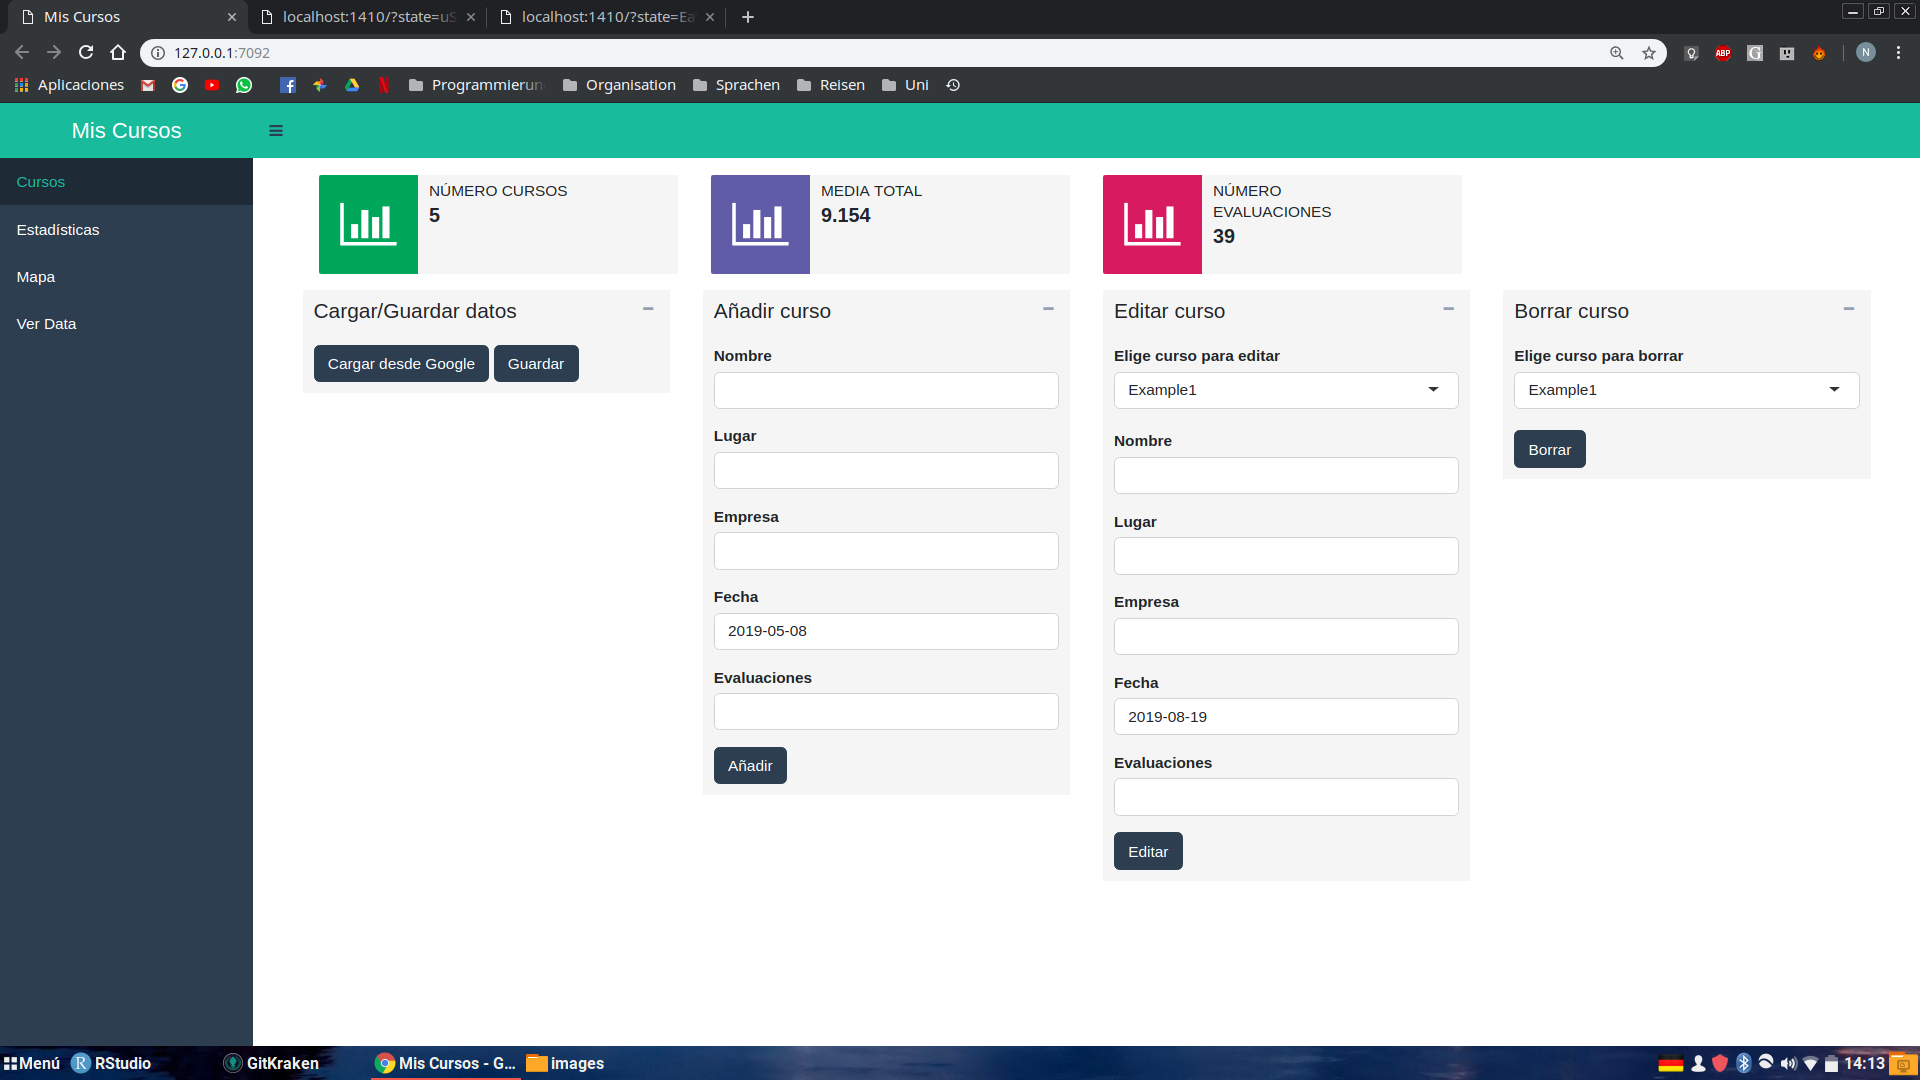 Mis Cursos
localhost:1410/?state=uS
localhost:1410/?state=Ea
127.0.0.1:7092
ABP
G
N
Aplicaciones
Programmierun
Organisation
Sprachen
Reisen
Uni
Mis Cursos
Cursos
Estadísticas
Mapa
Ver Data
NÚMERO CURSOS
5
MEDIA TOTAL
9.154
NÚMERO
EVALUACIONES
39
Cargar/Guardar datos
Cargar desde Google
Guardar
Añadir curso
Nombre
Lugar
Empresa
Fecha
2019-05-08
Evaluaciones
Añadir
Editar curso
Elige curso para editar
Example1
Nombre
Lugar
Empresa
Fecha
2019-08-19
Evaluaciones
Editar
Borrar curso
Elige curso para borrar
Example1
Borrar
Menú
R RStudio
GitKraken
Mis Cursos - G...
images
14:13